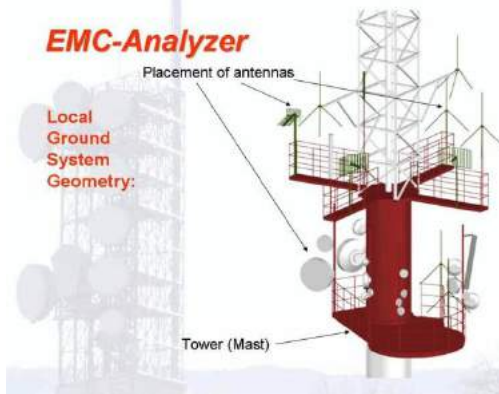 EMC-Analyzer
Placement of antennas
Local
Ground
System
Geometry:
Tower (Mast)